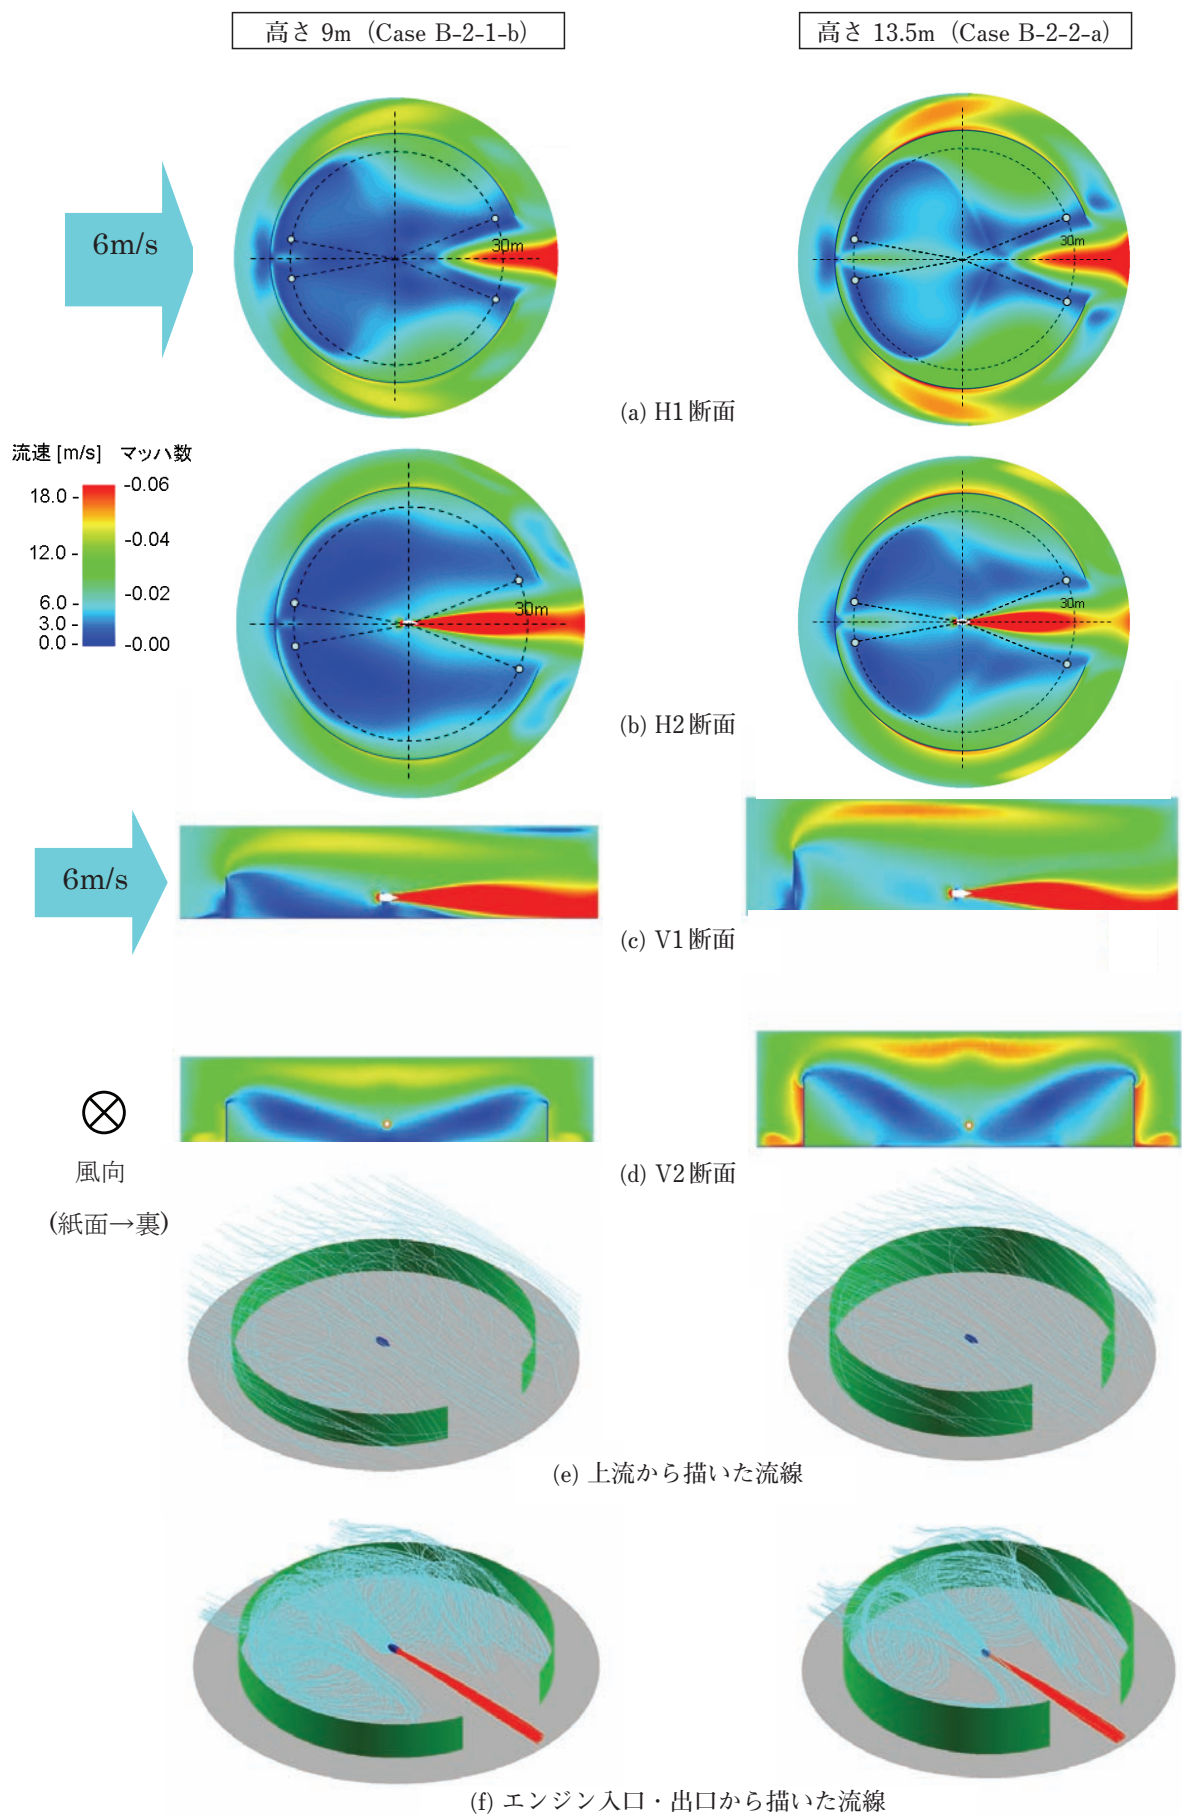 高さ 9m (Case B-2-1-b)
高さ 13.5m (Case B-2-2-a)
6m/s
30m
30m
(a) H1断面
流速 [m/s] マッハ数
18.0 - -0.06
12.0 - -0.04
6.0 - -0.02
3.0 -
0.0 - -0.00
30m
30m
(b) H2断面
6m/s
(c) V1断面
風向
(紙面→裏)
(d) V2断面
(e) 上流から描いた流線
(f) エンジン入口・出口から描いた流線